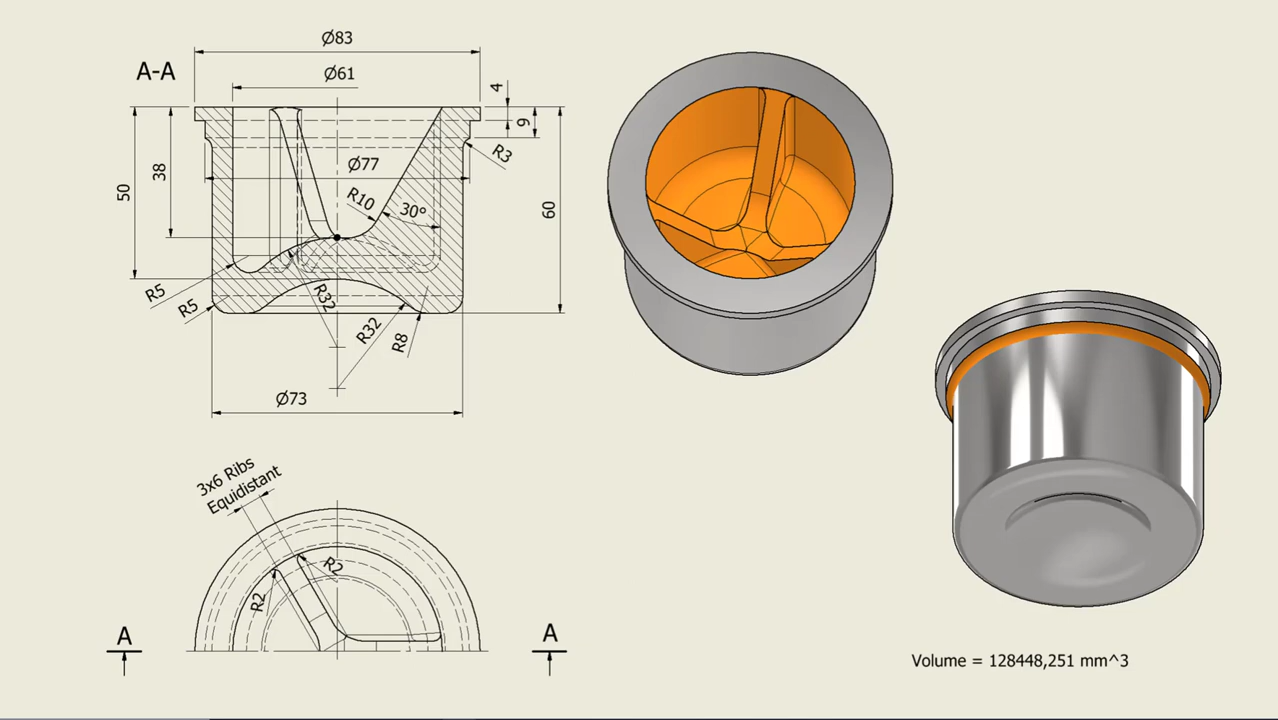 Ø83
A-A
Ø61
4
9
R3
Ø77
38
50
R10
30°
60
R5
R5
R32
R32
R8
Ø73
3x6 Ribs
Equidistant
R2
R2
A
A
Volume = 128448,251 mm^3